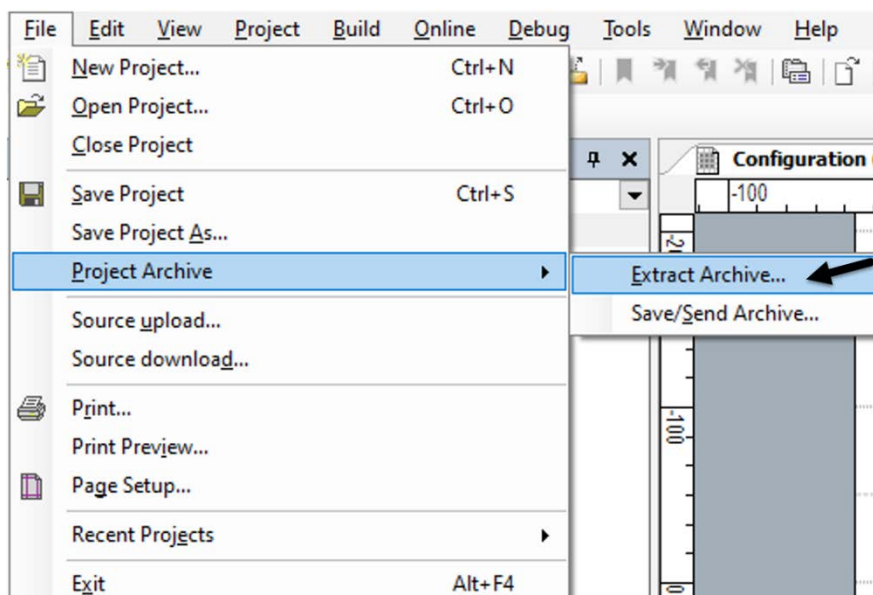 File Edit View Project Build Online Debug Tools Window Help
New Project... Ctrl+N
Open Project... Ctrl+O
Close Project
Configuration
-100
Save Project Ctrl+S
Save Project As...
Project Archive
Extract Archive...
Save/Send Archive...
Source upload...
Source download...
Print...
-100
Print Preview...
Page Setup...
Recent Projects
Exit Alt+F4
0